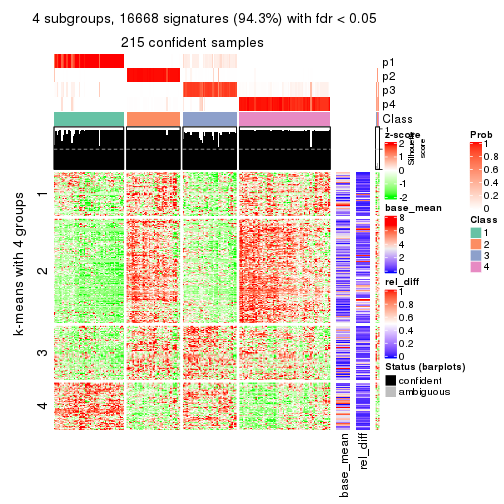 4 subgroups, 16668 signatures (94.3%) with fdr < 0.05
215 confident samples
p1
p2
p3
p4
Class
1
Silhouette
score
k-means with 4 groups
1
2
3
4
base_mean
rel_diff
z-score
2
1
0
-1
-2
base_mean
8
6
4
2
0
rel_diff
1
0.8
0.6
0.4
0.2
0
Status (barplots)
confident
ambiguous
Prob
1
0.8
0.6
0.4
0.2
0
Class
1
2
3
4